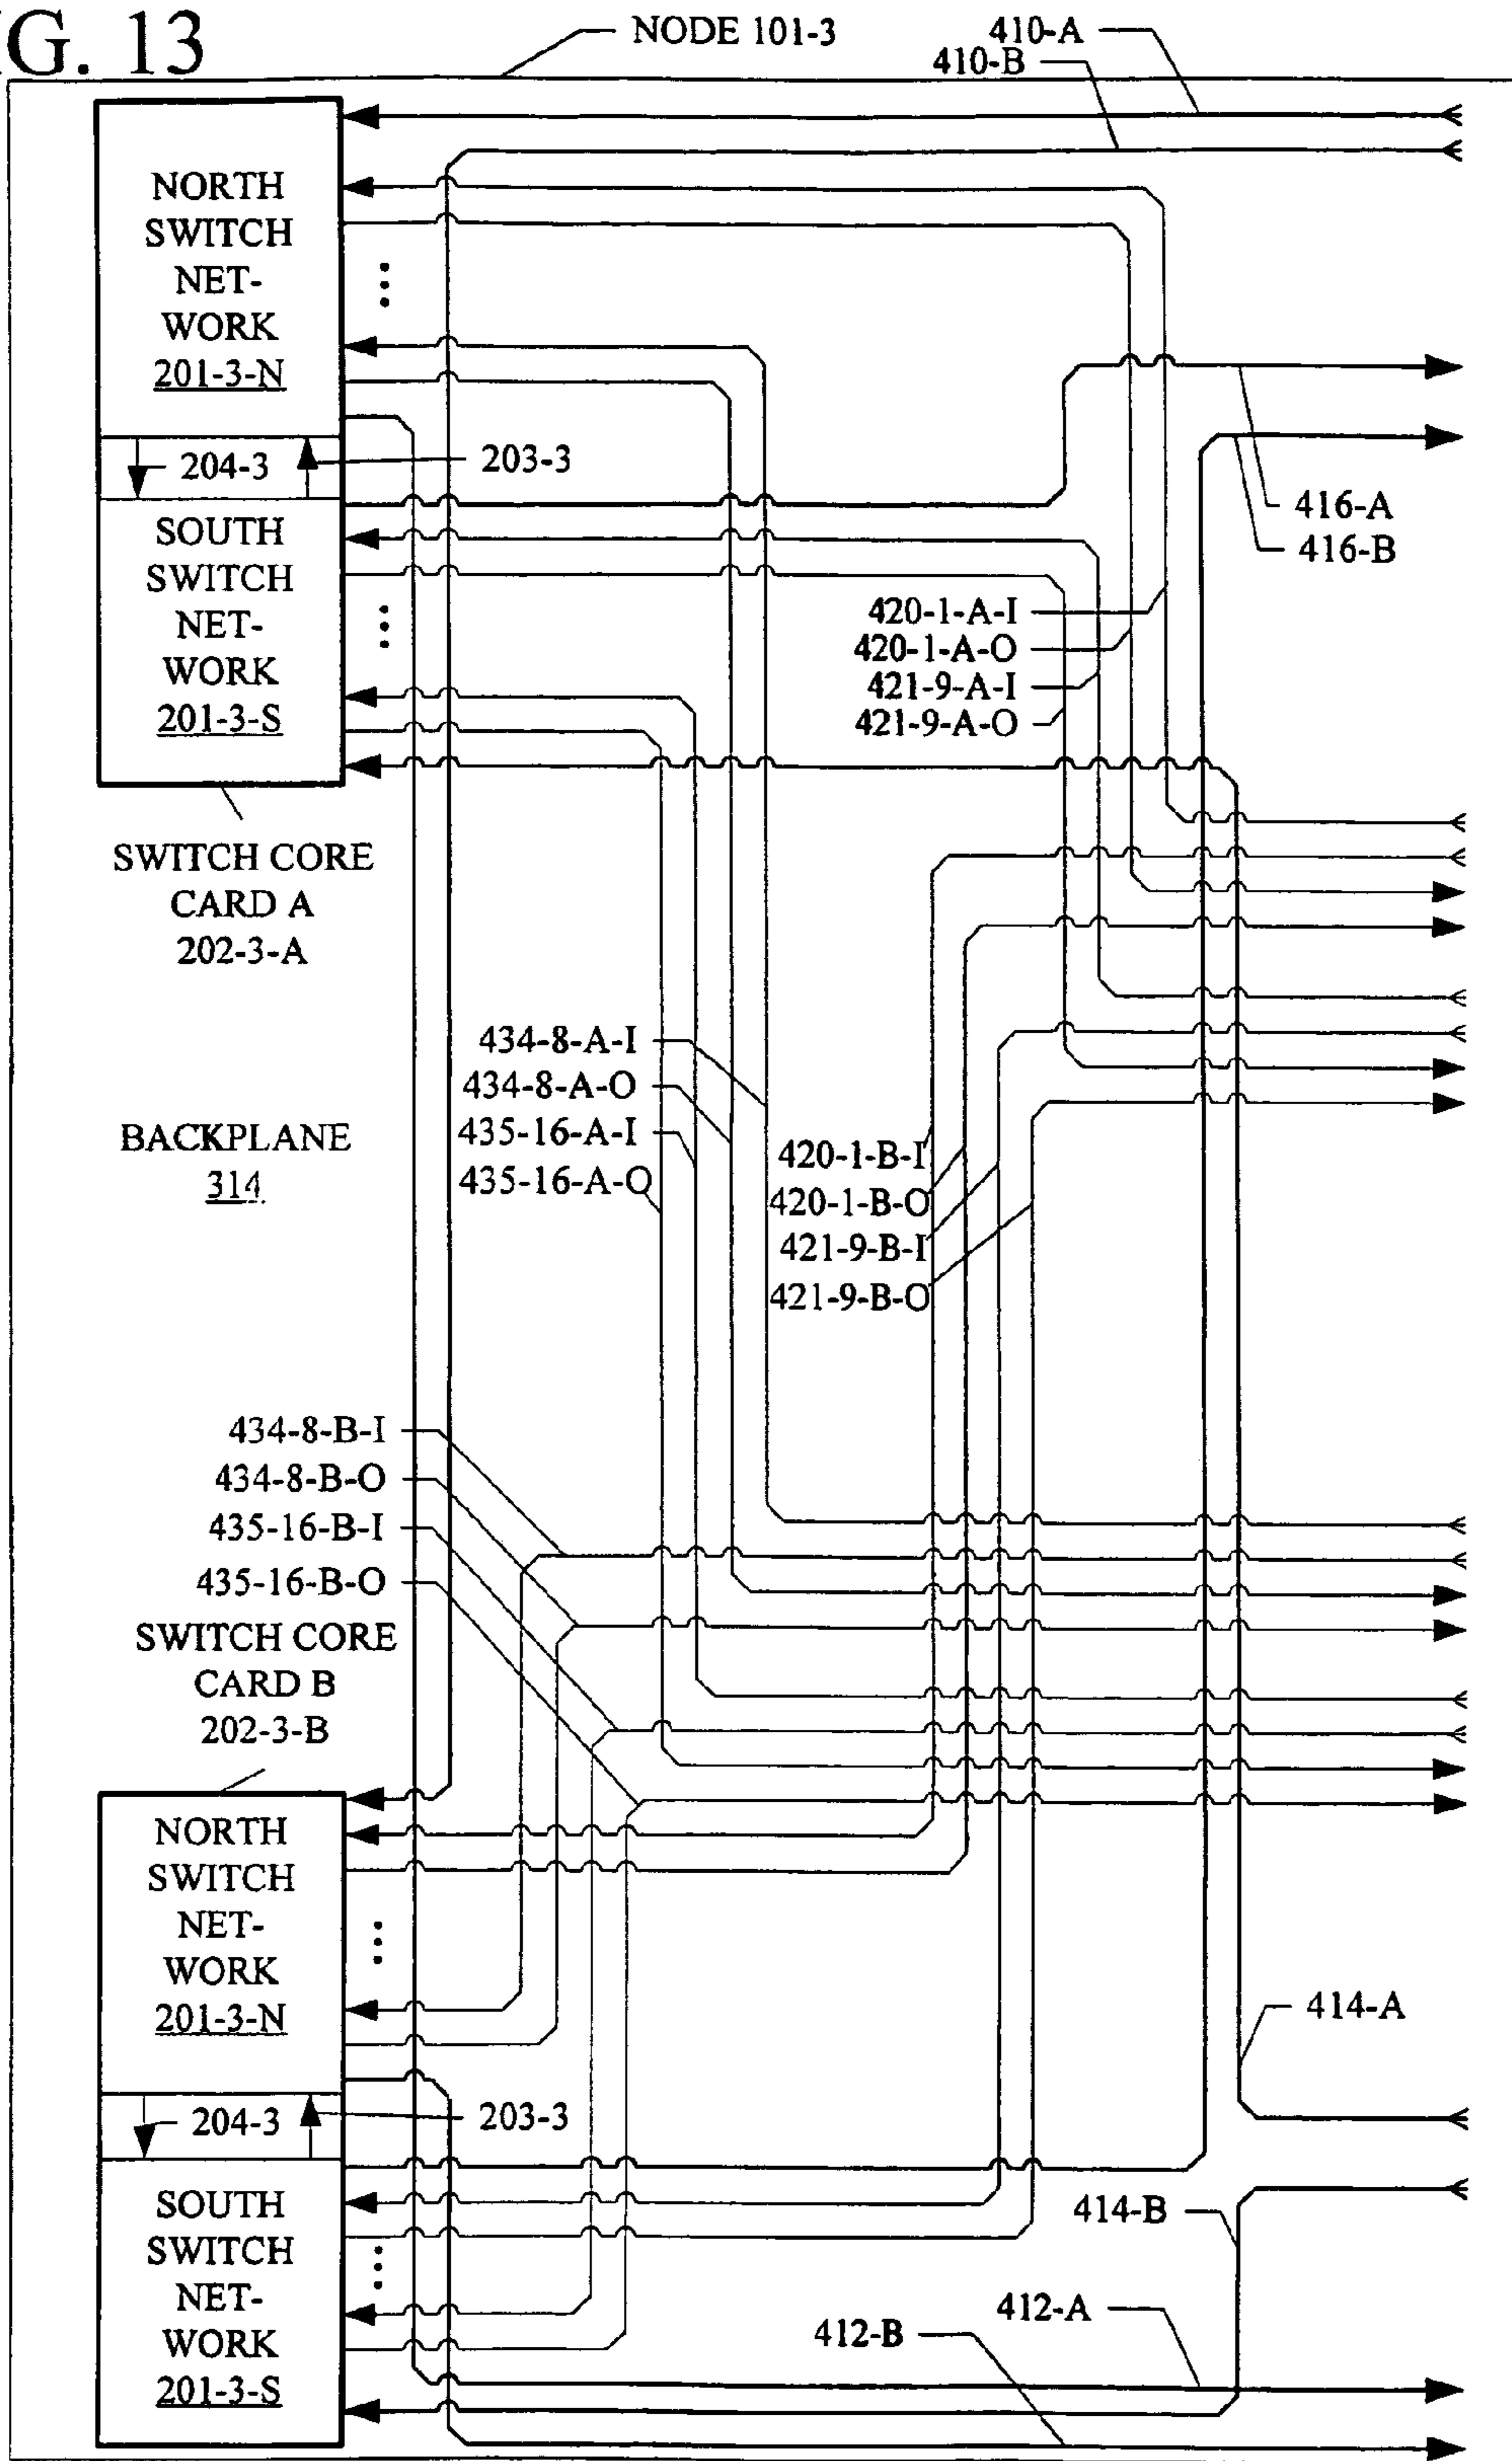 G. 13
NODE 101-3
410-A
410-B
NORTH
SWITCH
NET-
WORK
201-3-N
204-3
203-3
SOUTH
SWITCH
NET-
WORK
201-3-S
416-A
416-B
420-1-A-I
420-1-A-O
421-9-A-I
421-9-A-O
SWITCH CORE
CARD A
202-3-A
434-8-A-I
434-8-A-O
435-16-A-I
435-16-A-O
BACKPLANE
314
420-1-B-I
420-1-B-O
421-9-B-I
421-9-B-O
434-8-B-I
434-8-B-O
435-16-B-I
435-16-B-O
SWITCH CORE
CARD B
202-3-B
NORTH
SWITCH
NET-
WORK
201-3-N
414-A
204-3
203-3
SOUTH
SWITCH
NET-
WORK
201-3-S
414-B
412-A
412-B